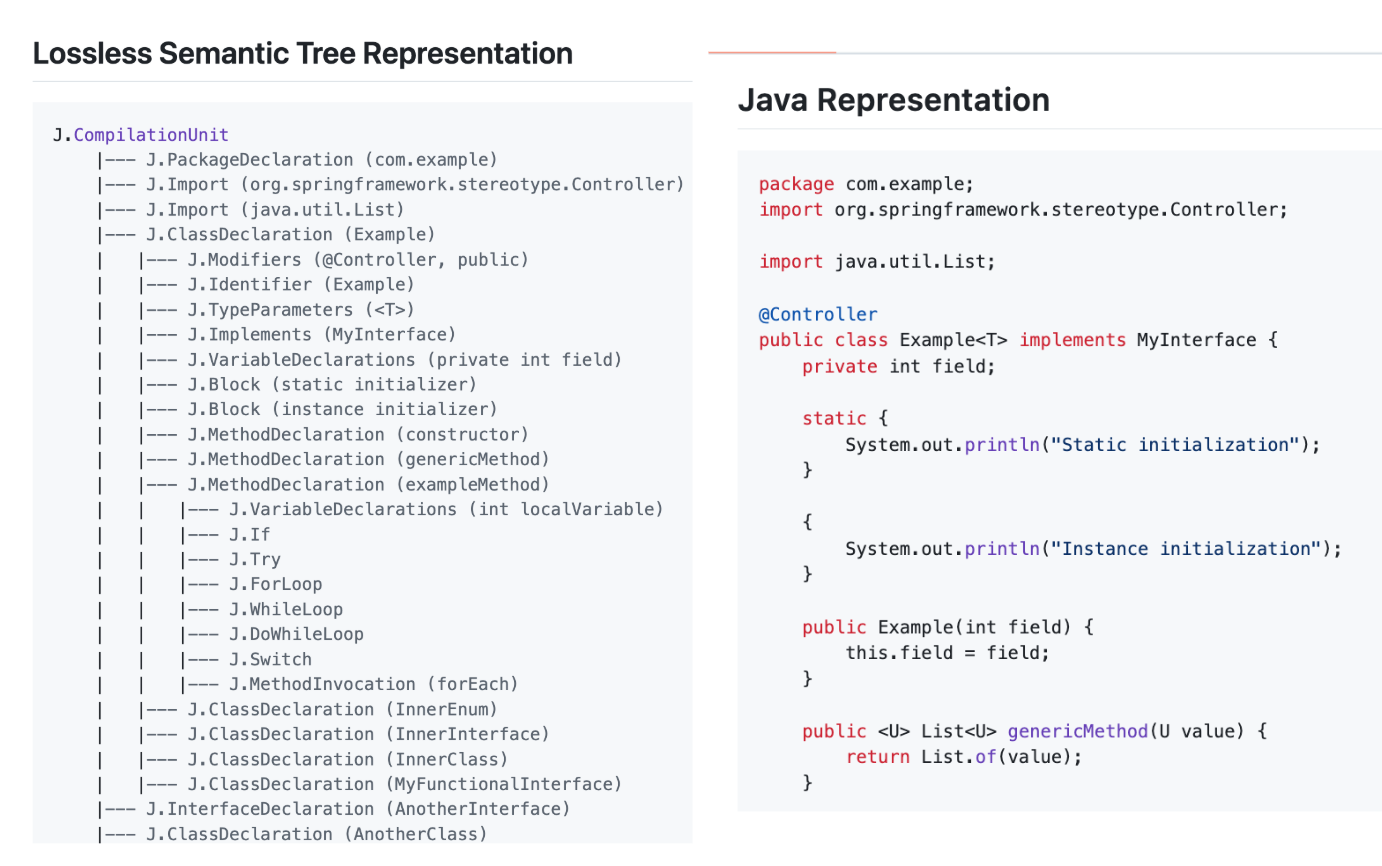 Lossless Semantic Tree Representation
J.CompilationUnit
|--- J.PackageDeclaration (com.example)
|--- J.Import (org.springframework.stereotype.Controller)
|--- J.Import (java.util.List)
|--- J.ClassDeclaration (Example)
|   |--- J.Modifiers (@Controller, public)
|   |--- J.Identifier (Example)
|   |--- J.TypeParameters (<T>)
|   |--- J.Implements (MyInterface)
|   |--- J.VariableDeclarations (private int field)
|   |--- J.Block (static initializer)
|   |--- J.Block (instance initializer)
|   |--- J.MethodDeclaration (constructor)
|   |--- J.MethodDeclaration (genericMethod)
|   |--- J.MethodDeclaration (exampleMethod)
|   |   |--- J.VariableDeclarations (int localVariable)
|   |   |--- J.If
|   |   |--- J.Try
|   |   |--- J.ForLoop
|   |   |--- J.WhileLoop
|   |   |--- J.DoWhileLoop
|   |   |--- J.Switch
|   |   |--- J.MethodInvocation (forEach)
|   |--- J.ClassDeclaration (InnerEnum)
|   |--- J.ClassDeclaration (InnerInterface)
|   |--- J.ClassDeclaration (InnerClass)
|   |--- J.ClassDeclaration (MyFunctionalInterface)
|--- J.InterfaceDeclaration (AnotherInterface)
|--- J.ClassDeclaration (AnotherClass)
Java Representation
package com.example;
import org.springframework.stereotype.Controller;
import java.util.List;
@Controller
public class Example<T> implements MyInterface {
private int field;
static {
System.out.println("Static initialization");
}
{
System.out.println("Instance initialization");
}
public Example(int field) {
this.field = field;
}
public <U> List<U> genericMethod(U value) {
return List.of(value);
}